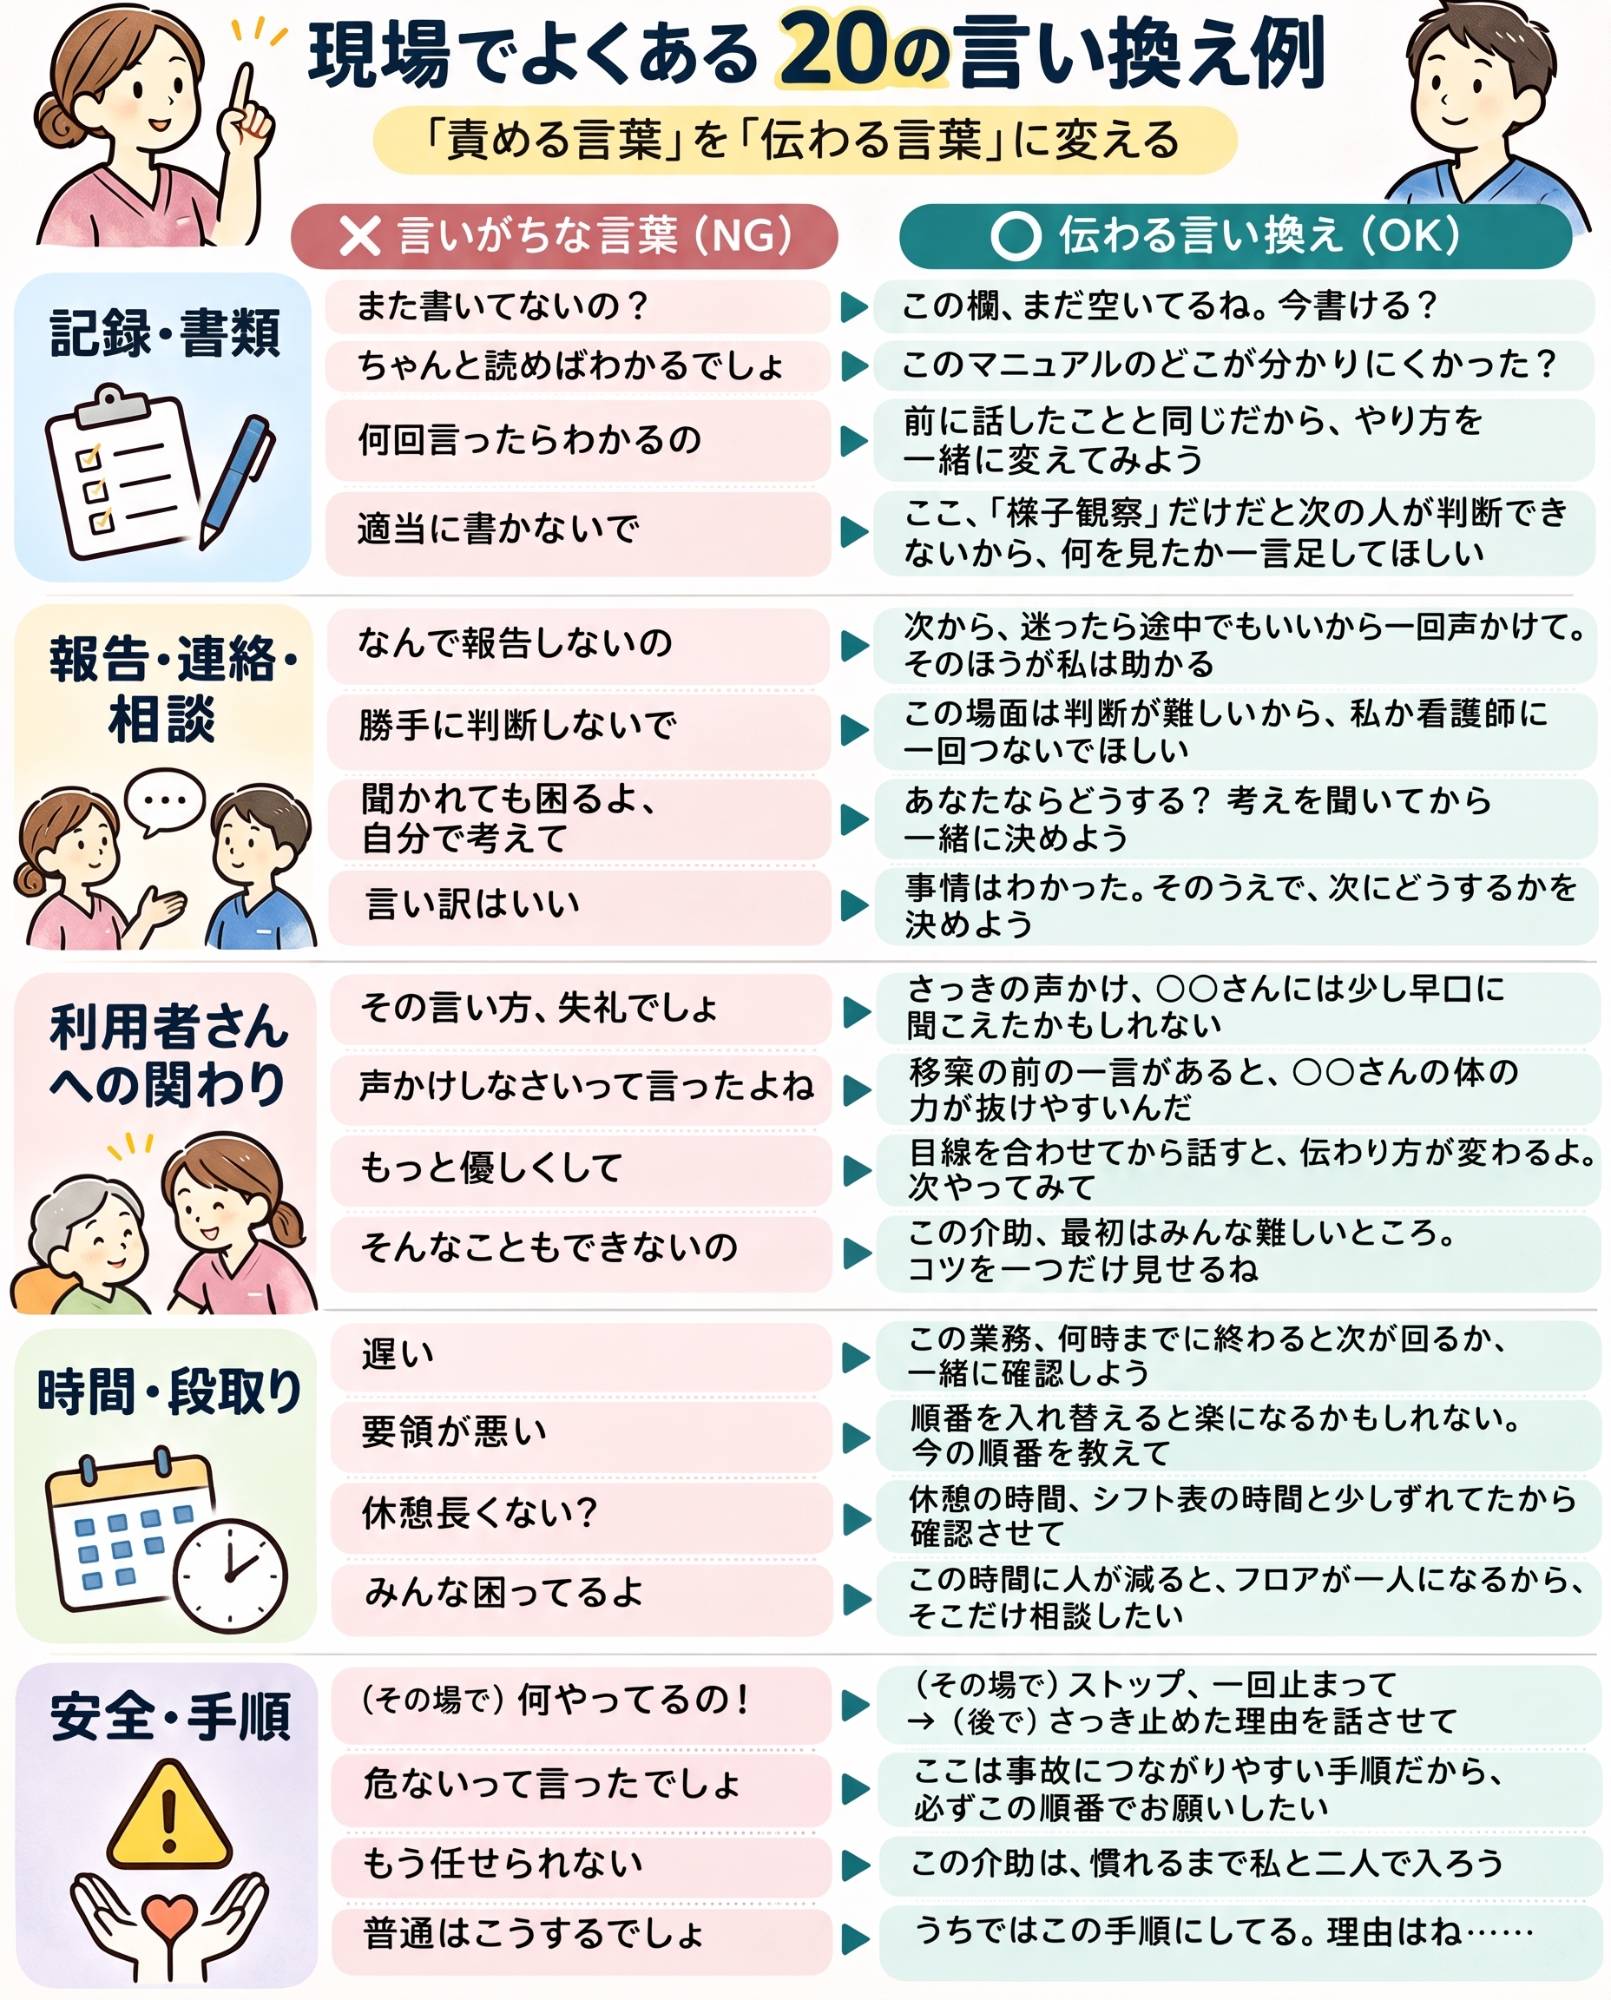 現場でよくある20の言い換え例
「責める言葉」を「伝わる言葉」に変える
✕ 言いがちな言葉（NG）
〇 伝わる言い換え（OK）
記録・書類
また書いてないの？
この欄、まだ空いてるね。今書ける？
ちゃんと読めばわかるでしょ
このマニュアルのどこが分かりにくかった？
何回言ったらわかるの
前に話したことと同じだから、やり方を
一緒に変えてみよう
適当に書かないで
ここ、「子観察」だけだと次の人が判断でき
ないから、何を見たか一言足してほしい
報告・連絡・
相談
なんで報告しないの
次から、迷ったら途中でもいいから一回声かけて。
そのほうが私は助かる
勝手に判断しないで
この場面は判断が難しいから、私か看護師に
一回つないでほしい
聞かれても困るよ、
自分で考えて
あなたならどうする？ 考えを聞いてから
一緒に決めよう
言い訳はいい
事情はわかった。そのうえで、次にどうするかを
決めよう
利用者さん
への関わり
その言い方、失礼でしょ
さっきの声かけ、〇〇さんには少し早口に
聞こえたかもしれない
声かけしなさいって言ったよね
移の前の一言があると、〇〇さんの体の
力が抜けやすいんだ
もっと優しくして
目線を合わせてから話すと、伝わり方が変わるよ。
次やってみて
そんなこともできないの
この介助、最初はみんな難しいところ。
コツを一つだけ見せるね
時間・段取り
遅い
この業務、何時までに終わると次が回るか、
一緒に確認しよう
要領が悪い
順番を入れ替えると楽になるかもしれない。
今の順番を教えて
休憩長くない？
休憩の時間、シフト表の時間と少しずれてたから
確認させて
みんな困ってるよ
この時間に人が減ると、フロアが一人になるから、
そこだけ相談したい
安全・手順
（その場で）何やってるの！
（その場で）ストップ、一回止まって
→（後で）さっき止めた理由を話させて
危ないって言ったでしょ
ここは事故につながりやすい手順だから、
必ずこの順番でお願いしたい
もう任せられない
この介助は、慣れるまで私と二人で入ろう
普通はこうするでしょ
うちではこの手順にしてる。理由はね……